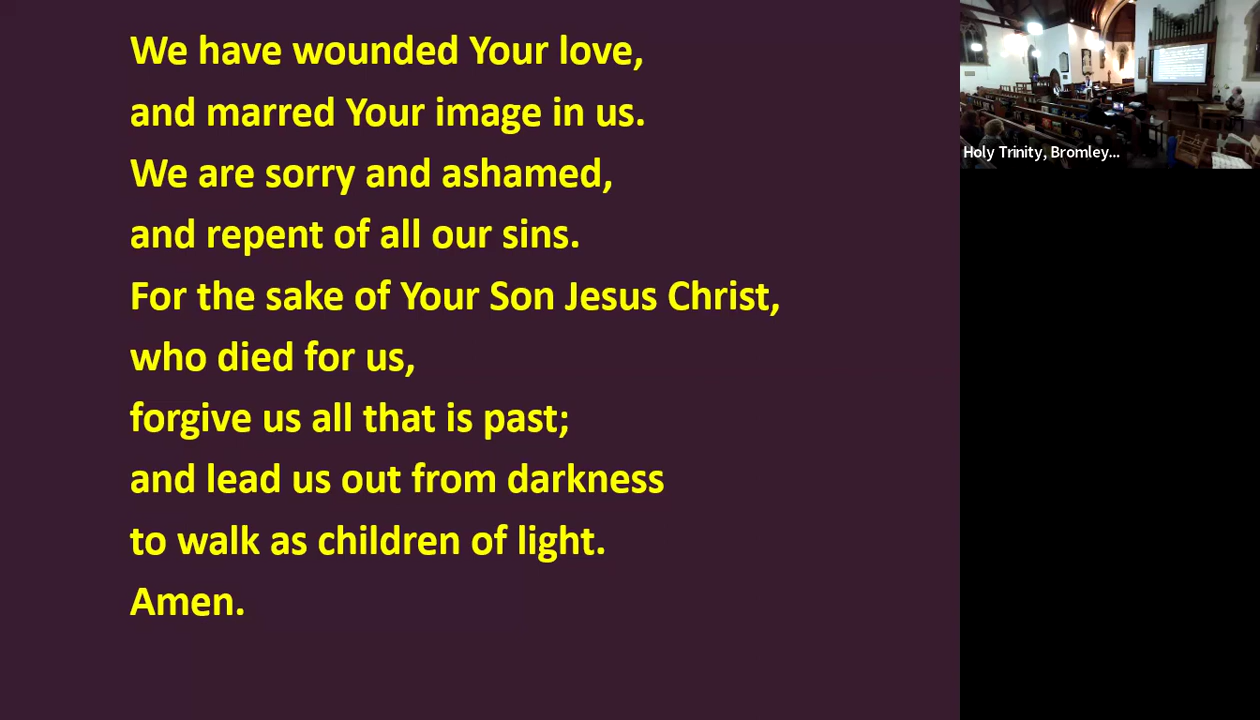 We have wounded Your love,
and marred Your image in us.
We are sorry and ashamed,
and repent of all our sins.
For the sake of Your Son Jesus Christ,
who died for us,
forgive us all that is past;
and lead us out from darkness
to walk as children of light.
Amen.
Holy Trinity, Bromley...